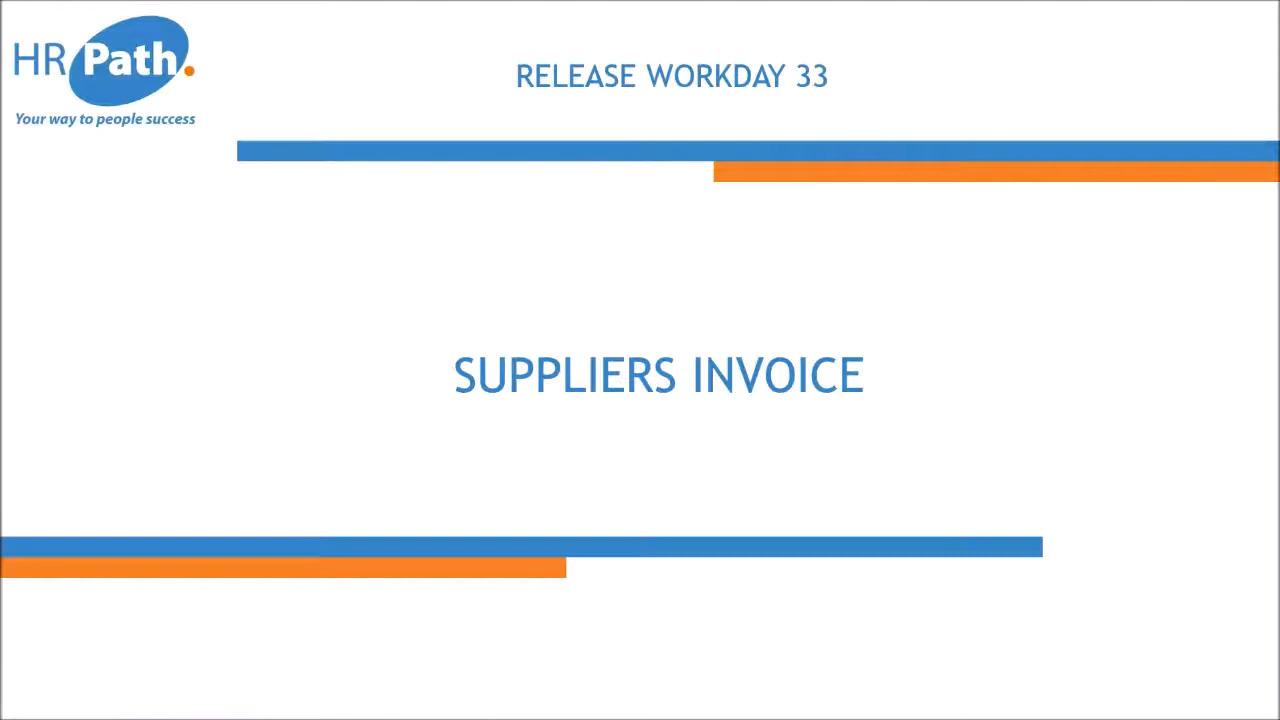 HR Path.
Your way to people success
RELEASE WORKDAY 33
SUPPLIERS INVOICE